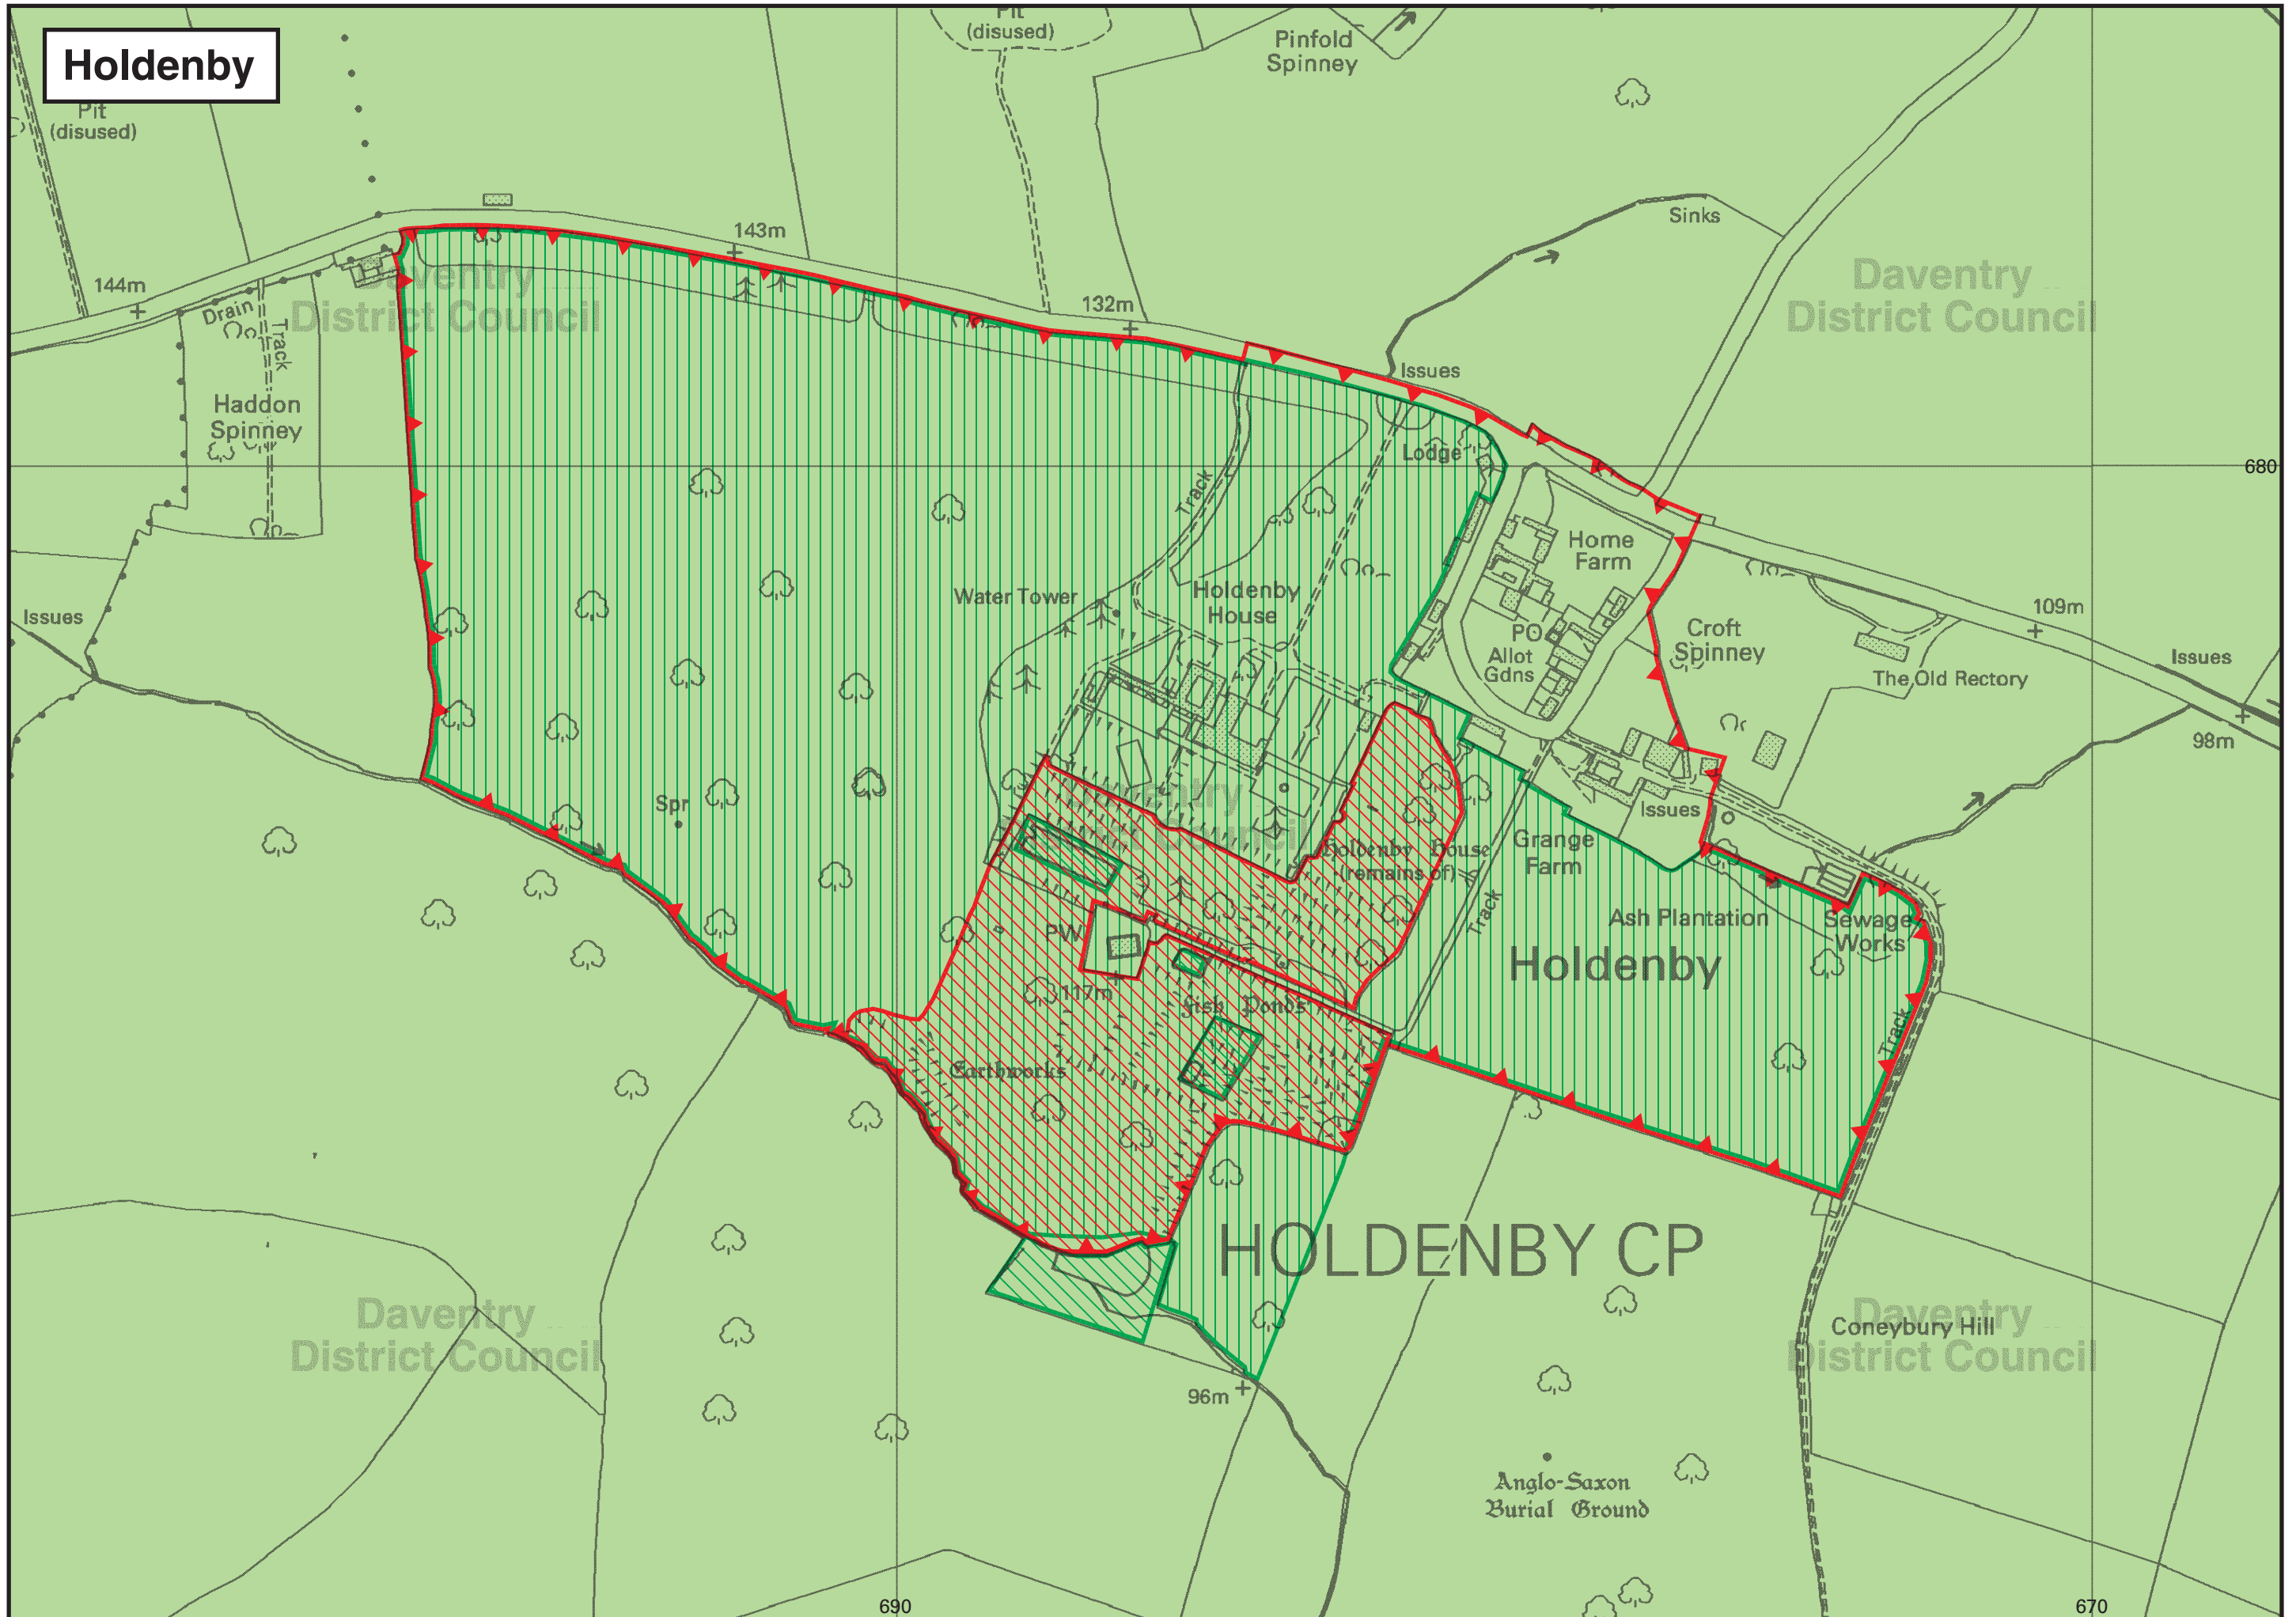 Holdenby
Pit
(disused)
Pit
(disused)
Pinfold
Spinney
Sinks
143m
144m
Daventry
District Council
Daventry
District Council
132m
Drain
Track
Haddon
Spinney
Issues
Lodge
Track
680
Home
Farm
Water Tower
Holdenby
House
PO
Allot
Gdns
Croft
Spinney
109m
Issues
The Old Rectory
98m
Issues
Spr
Daventry
District Council
Issues
Grange
Farm
Holdenby House
(remains of)
Track
Ash Plantation
Sewage
Works
PW
Holdenby
117m
Fish Ponds
Track
Earthworks
HOLDENBY CP
Daventry
District Council
Daventry
District Council
Coneybury Hill
96m
Anglo-Saxon
Burial Ground
690
670